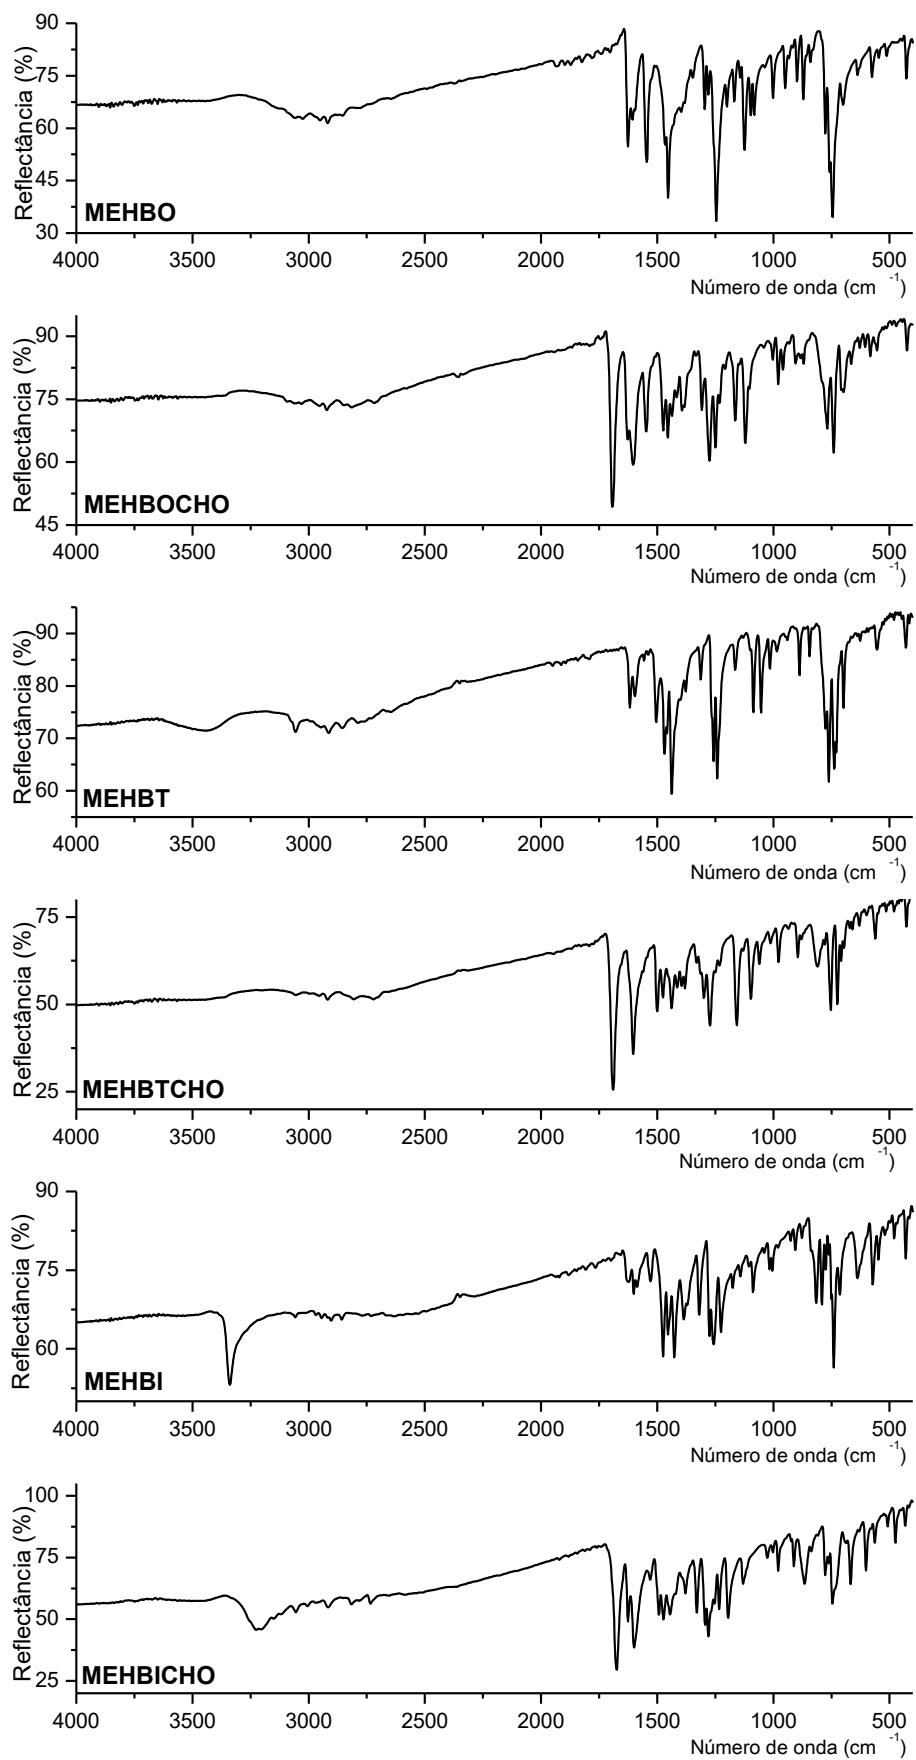 90
75
60
45
30
Reflectância (%)
MEHBO
4000 3500 3000 2500 2000 1500 1000 500
Número de onda (cm -1)
90
75
60
45
Reflectância (%)
MEHBOCHO
4000 3500 3000 2500 2000 1500 1000 500
Número de onda (cm -1)
90
80
70
60
Reflectância (%)
MEHBT
4000 3500 3000 2500 2000 1500 1000 500
Número de onda (cm -1)
75
50
25
Reflectância (%)
MEHBTCHO
4000 3500 3000 2500 2000 1500 1000 500
Número de onda (cm -1)
90
75
60
Reflectância (%)
MEHBI
4000 3500 3000 2500 2000 1500 1000 500
Número de onda (cm -1)
100
75
50
25
Reflectância (%)
MEHBICHO
4000 3500 3000 2500 2000 1500 1000 500
Número de onda (cm -1)